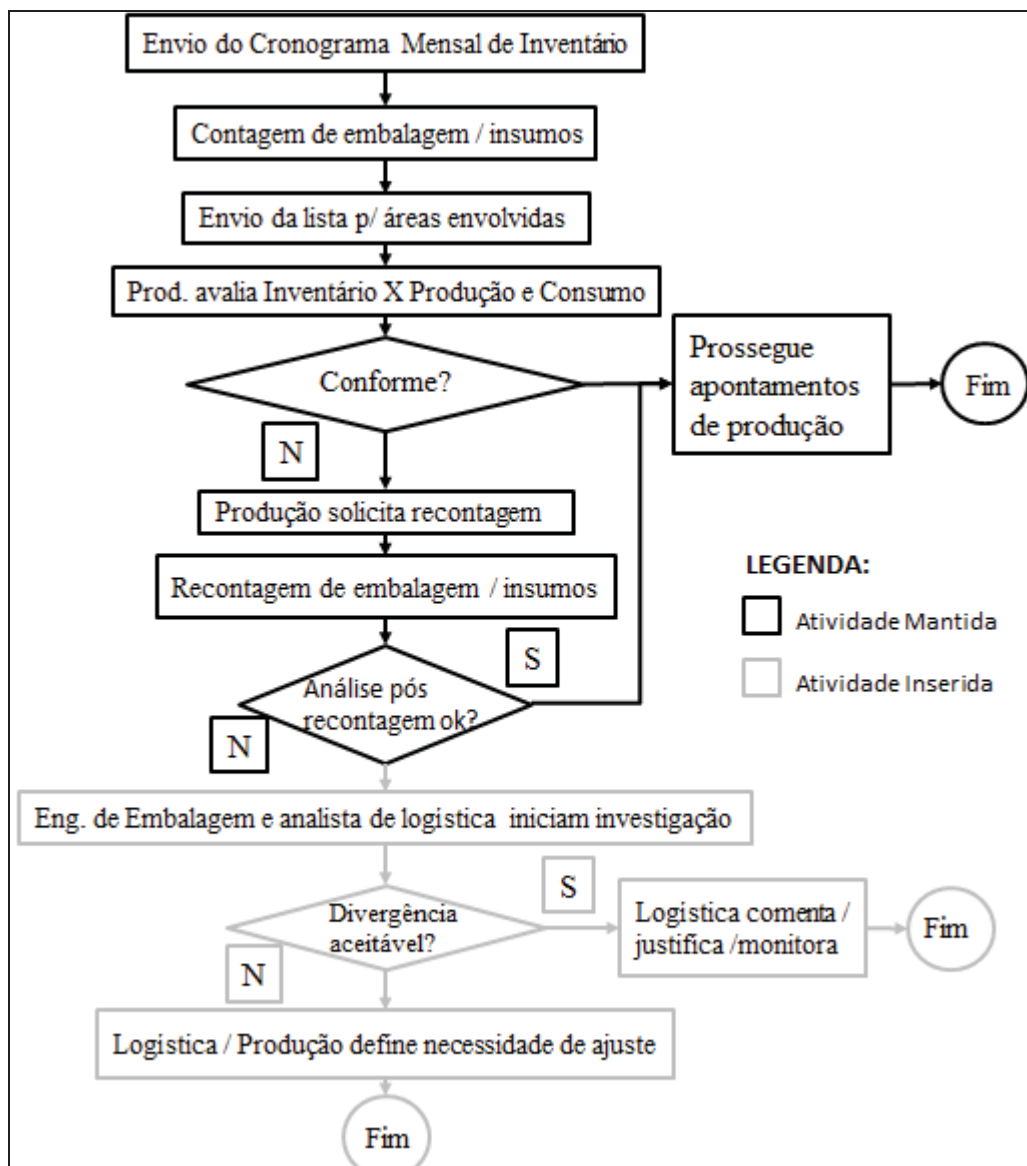 Envio do Cronograma Mensal de Inventário
Contagem de embalagem / insumos
Envio da lista p/ áreas envolvidas
Prod. avalia Inventário X Produção e Consumo
Conforme?
Prossegue
apontamentos
de produção
Fim
N
Produção solicita recontagem
Recontagem de embalagem / insumos
LEGENDA:
Atividade Mantida
Atividade Inserida
S
Análise pós
recontagem ok?
N
Eng. de Embalagem e analista de logística iniciam investigação
S
Divergência
aceitável?
Logística comenta /
justifica /monitora
Fim
N
Logística / Produção define necessidade de ajuste
Fim